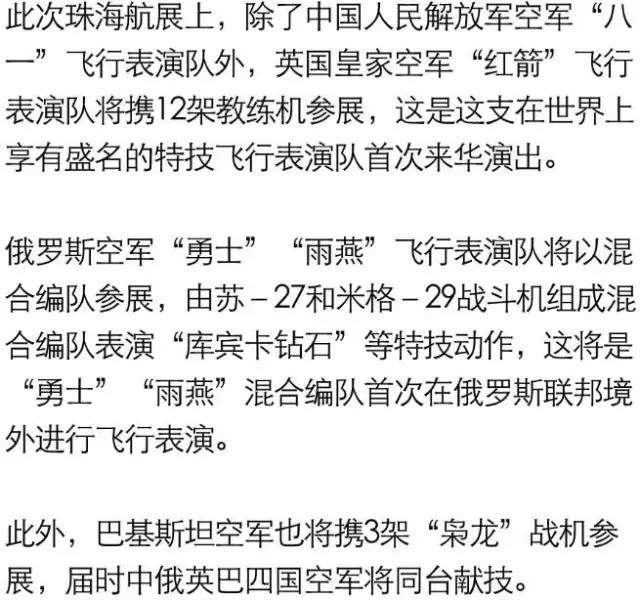 此次珠海航展上，除了中国人民解放军空军“八
一”飞行表演队外，英国皇家空军“红箭”飞行
表演队将携12架教练机参展，这是这支在世界上
享有盛名的特技飞行表演队首次来华演出。
俄罗斯空军“勇士”“雨燕”飞行表演队将以混
合编队参展，由苏–27和米格–29战斗机组成混
合编队表演“库宾卡钻石”等特技动作，这将是
“勇士”“雨燕”混合编队首次在俄罗斯联邦境
外进行飞行表演。
此外，巴基斯坦空军也将携3架“枭龙”战机参
展，届时中俄英巴四国空军将同台献技。